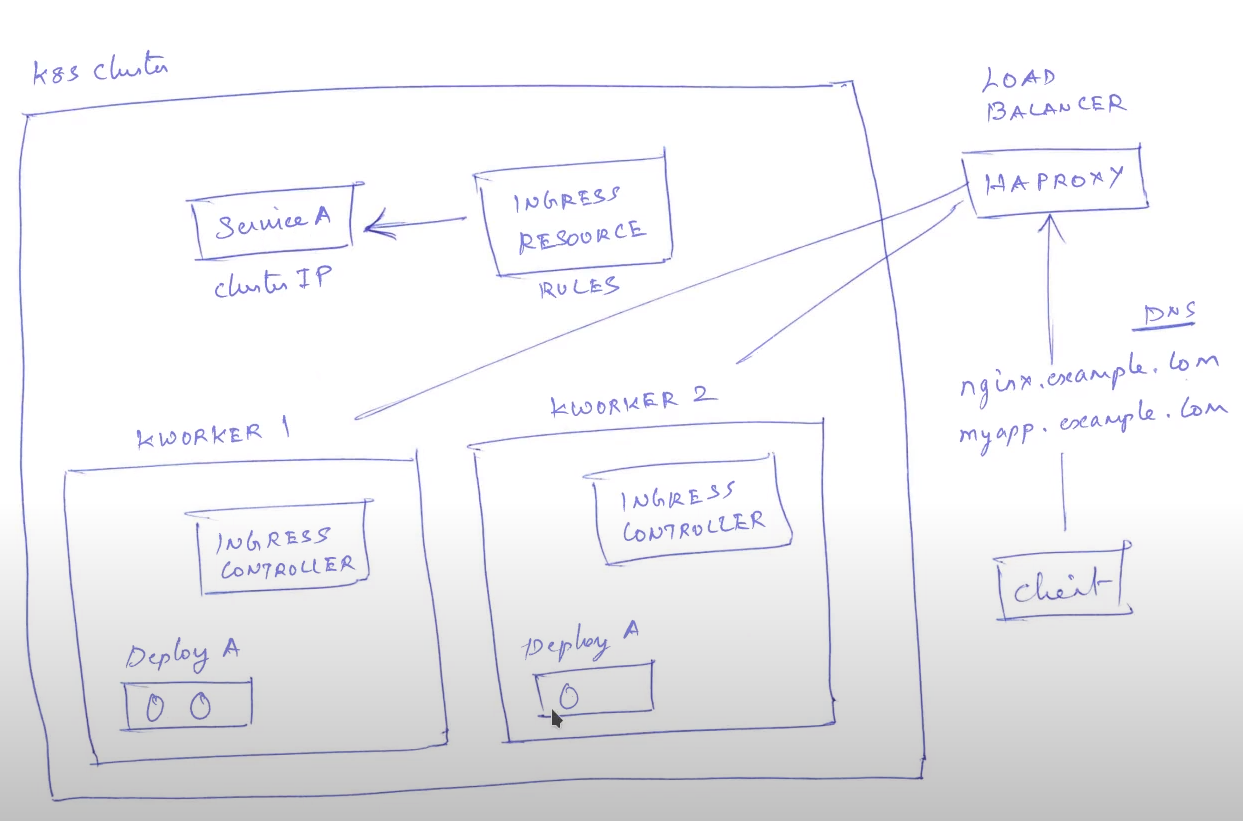 K8S Cluster
LOAD
BALANCER
HAPROXY
Service A
Cluster IP
INGRESS
RESOURCE
RULES
DNS
nginx.example.com
myapp.example.com
KWORKER 1
KWORKER 2
INGRESS
CONTROLLER
INGRESS
CONTROLLER
Client
Deploy A
Deploy A